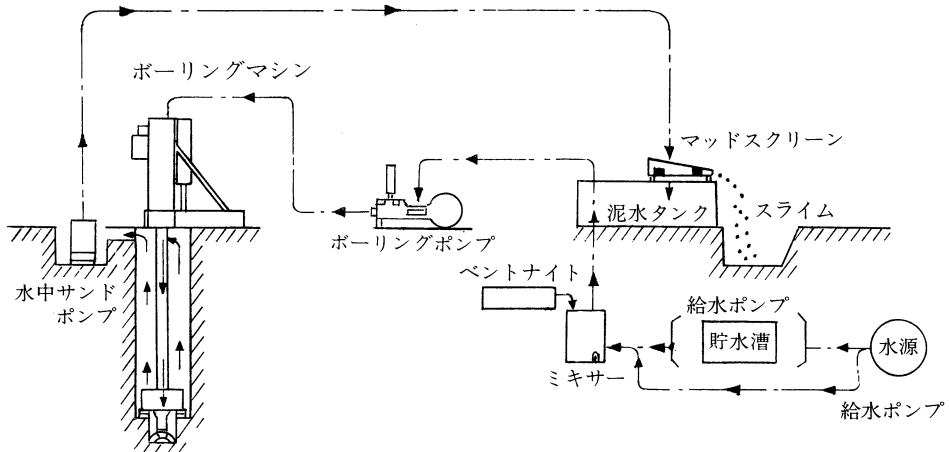 ボーリングマシン
マッドスクリーン
泥水タンク
スライム
ボーリングポンプ
ベントナイト
水中サンド
ポンプ
給水ポンプ
貯水漕
水源
ミキサー
給水ポンプ